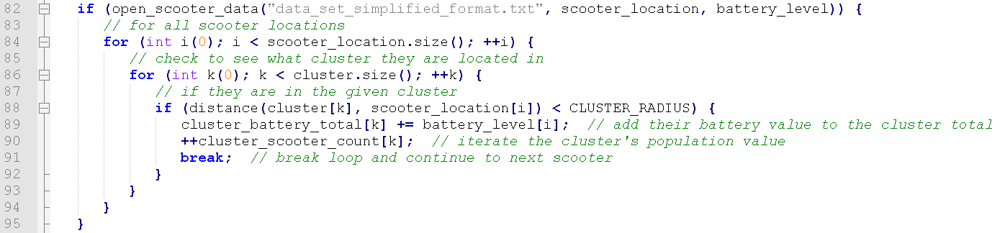 82 if (open_scooter_data("data_set_simplified_format.txt", scooter_location, battery_level)) {
83 // for all scooter locations
84 for (int i(0); i < scooter_location.size(); ++i) {
85 // check to see what cluster they are located in
86 for (int k(0); k < cluster.size(); ++k) {
87 // if they are in the given cluster
88 if (distance(cluster[k], scooter_location[i]) < CLUSTER_RADIUS) {
89 cluster_battery_total[k] += battery_level[i]; // add their battery value to the cluster total
90 ++cluster_scooter_count[k]; // iterate the cluster's population value
91 break; // break loop and continue to next scooter
92 }
93 }
94 }
95 }